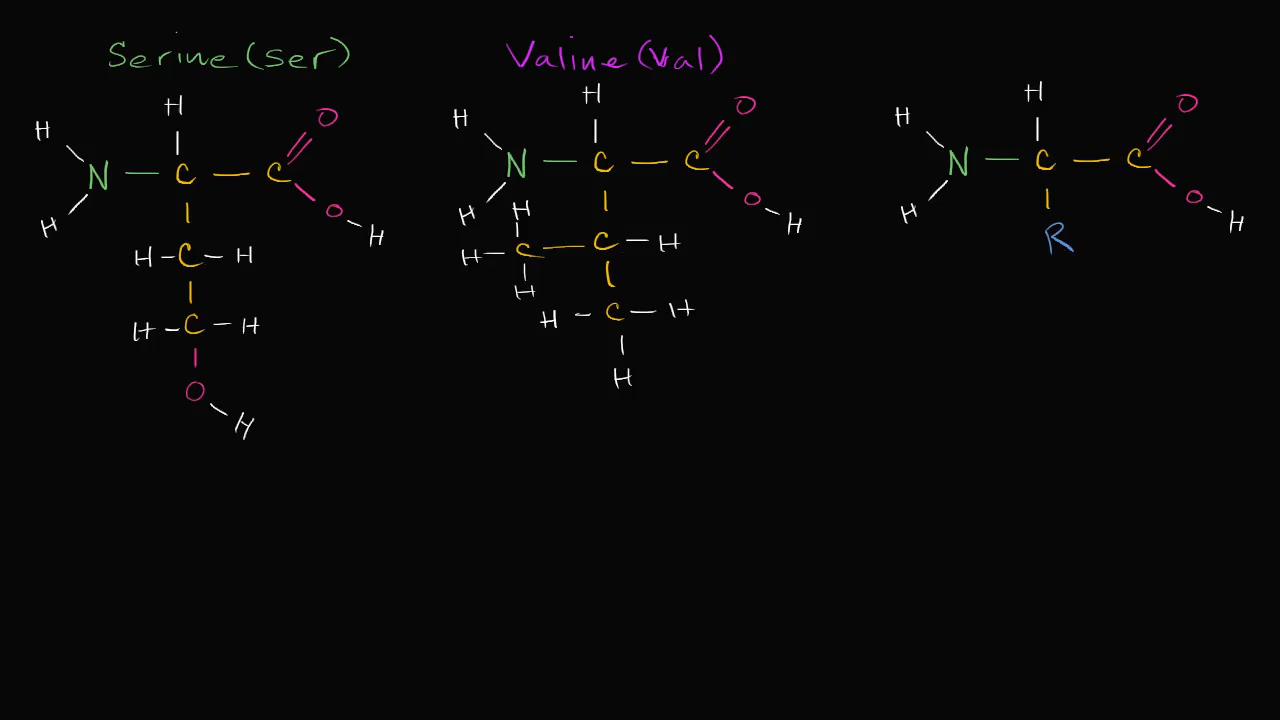 Serine (Ser) Valine (Val)
H H H
H O H O H O
N C C N C C N C C
H O H H O H H O H
H R
H C H H C C H
H
H C H H C H
H
O
H